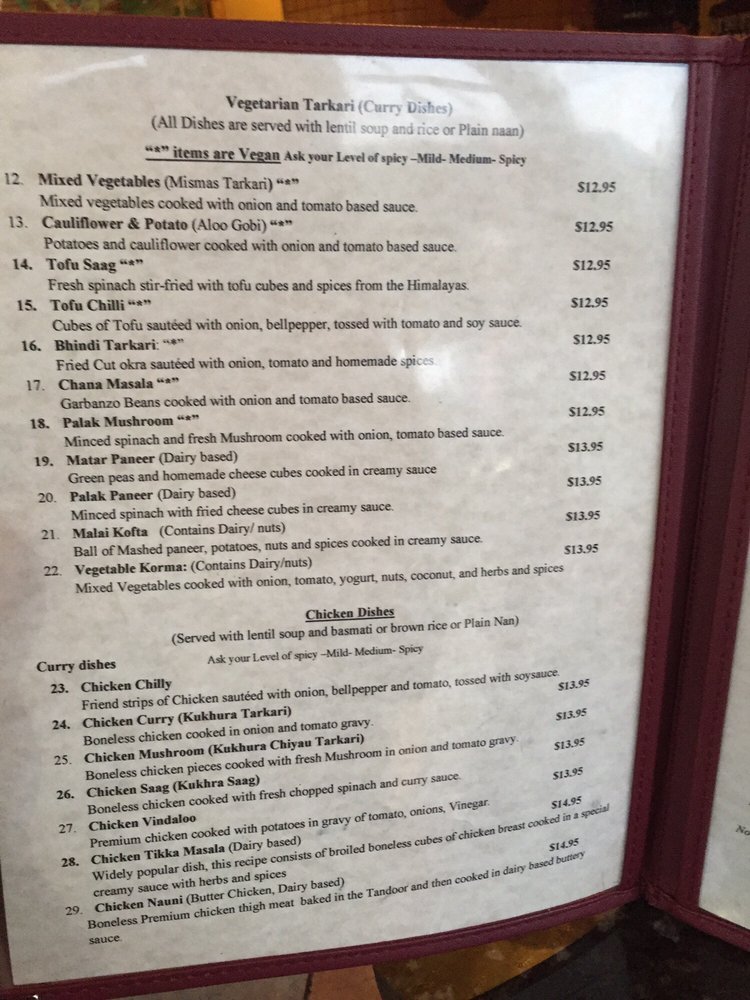 Vegetarian Tarkari (Curry Dishes)
(All Dishes are served with lentil soup and rice or Plain naan)
“*” items are Vegan Ask your Level of spicy –Mild- Medium- Spicy
12. Mixed Vegetables (Mismas Tarkari) “*” $12.95
Mixed vegetables cooked with onion and tomato based sauce.
13. Cauliflower & Potato (Aloo Gobi) “*” $12.95
Potatoes and cauliflower cooked with onion and tomato based sauce.
14. Tofu Saag “*” $12.95
Fresh spinach stir-fried with tofu cubes and spices from the Himalayas.
15. Tofu Chilli “*” $12.95
Cubes of Tofu sautéed with onion, bellpepper, tossed with tomato and soy sauce.
16. Bhindi Tarkari: “*” $12.95
Fried Cut okra sautéed with onion, tomato and homemade spices.
17. Chana Masala “*” $12.95
Garbanzo Beans cooked with onion and tomato based sauce.
18. Palak Mushroom “*” $12.95
Minced spinach and fresh Mushroom cooked with onion, tomato based sauce.
19. Matar Paneer (Dairy based) $13.95
Green peas and homemade cheese cubes cooked in creamy sauce
20. Palak Paneer (Dairy based) $13.95
Minced spinach with fried cheese cubes in creamy sauce.
21. Malai Kofta (Contains Dairy/ nuts) $13.95
Ball of Mashed paneer, potatoes, nuts and spices cooked in creamy sauce.
22. Vegetable Korma: (Contains Dairy/nuts) $13.95
Mixed Vegetables cooked with onion, tomato, yogurt, nuts, coconut, and herbs and spices
Chicken Dishes
(Served with lentil soup and basmati or brown rice or Plain Nan)
Curry dishes Ask your Level of spicy –Mild- Medium- Spicy
23. Chicken Chilly
Friend strips of Chicken sautéed with onion, bellpepper and tomato, tossed with soysauce.
24. Chicken Curry (Kukhura Tarkari) $13.95
Boneless chicken cooked in onion and tomato gravy.
25. Chicken Mushroom (Kukhura Chiyau Tarkari) $13.95
Boneless chicken pieces cooked with fresh Mushroom in onion and tomato gravy.
26. Chicken Saag (Kukhra Saag) $13.95
Boneless chicken cooked with fresh chopped spinach and curry sauce.
27. Chicken Vindaloo $13.95
Premium chicken cooked with potatoes in gravy of tomato, onions, Vinegar.
28. Chicken Tikka Masala (Dairy based) $14.95
Widely popular dish, this recipe consists of broiled boneless cubes of chicken breast cooked in a special
creamy sauce with herbs and spices
29. Chicken Nauni (Butter Chicken, Dairy based) $14.95
Boneless Premium chicken thigh meat baked in the Tandoor and then cooked in dairy based buttery
sauce.